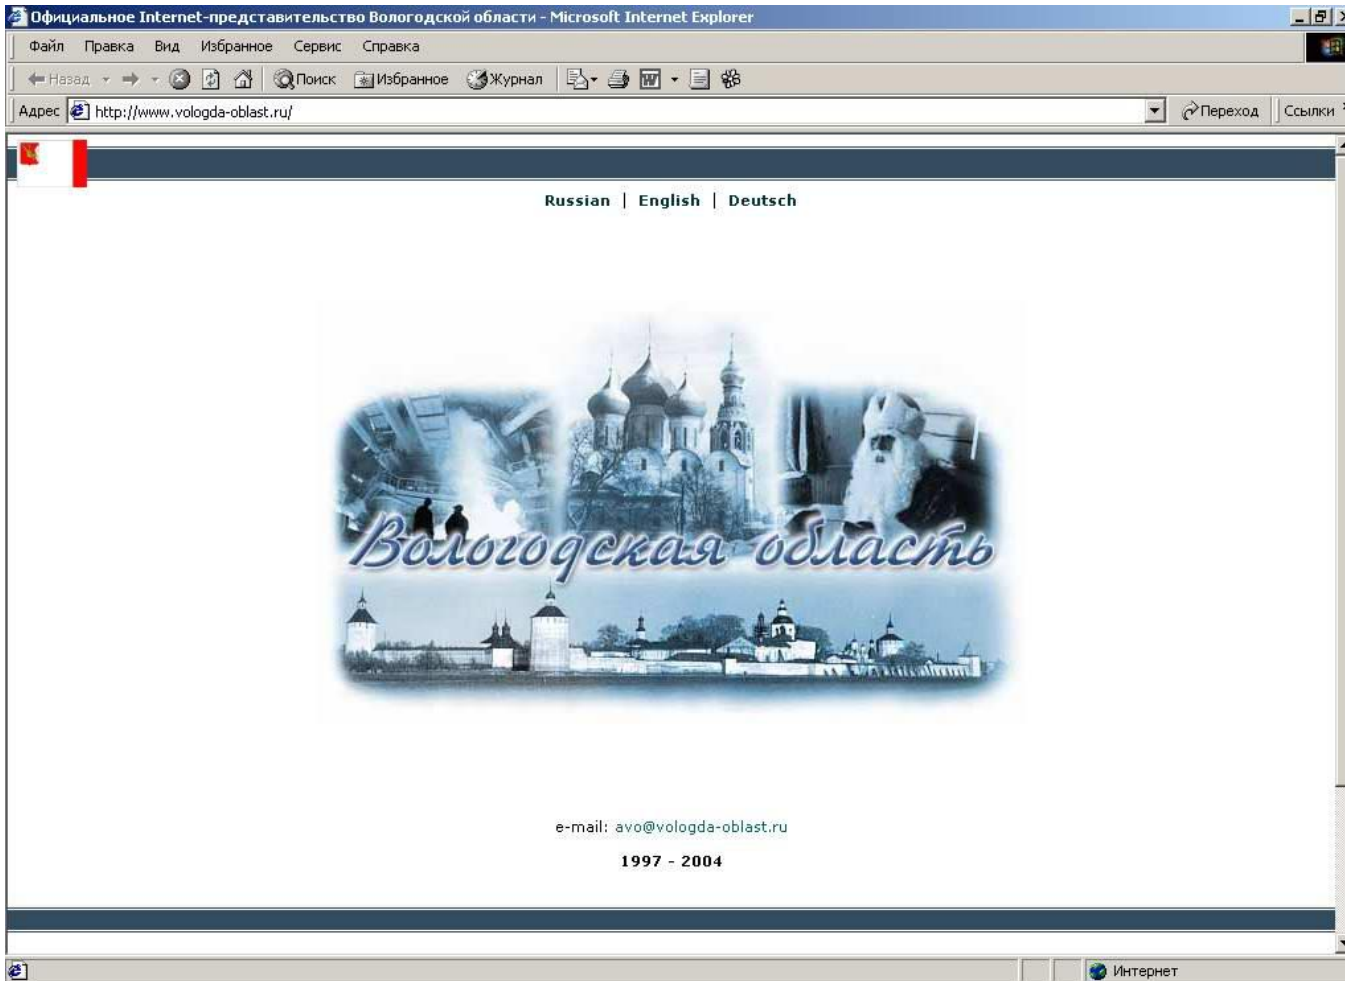 Официальное Internet-представительство Вологодской области - Microsoft Internet Explorer
Файл Правка Вид Избранное Сервис Справка
Назад Поиск Избранное Журнал
Адрес http://www.vologda-oblast.ru/ Переход Ссылки
Russian | English | Deutsch
Вологодская область
e-mail: avo@vologda-oblast.ru
1997 - 2004
Интернет